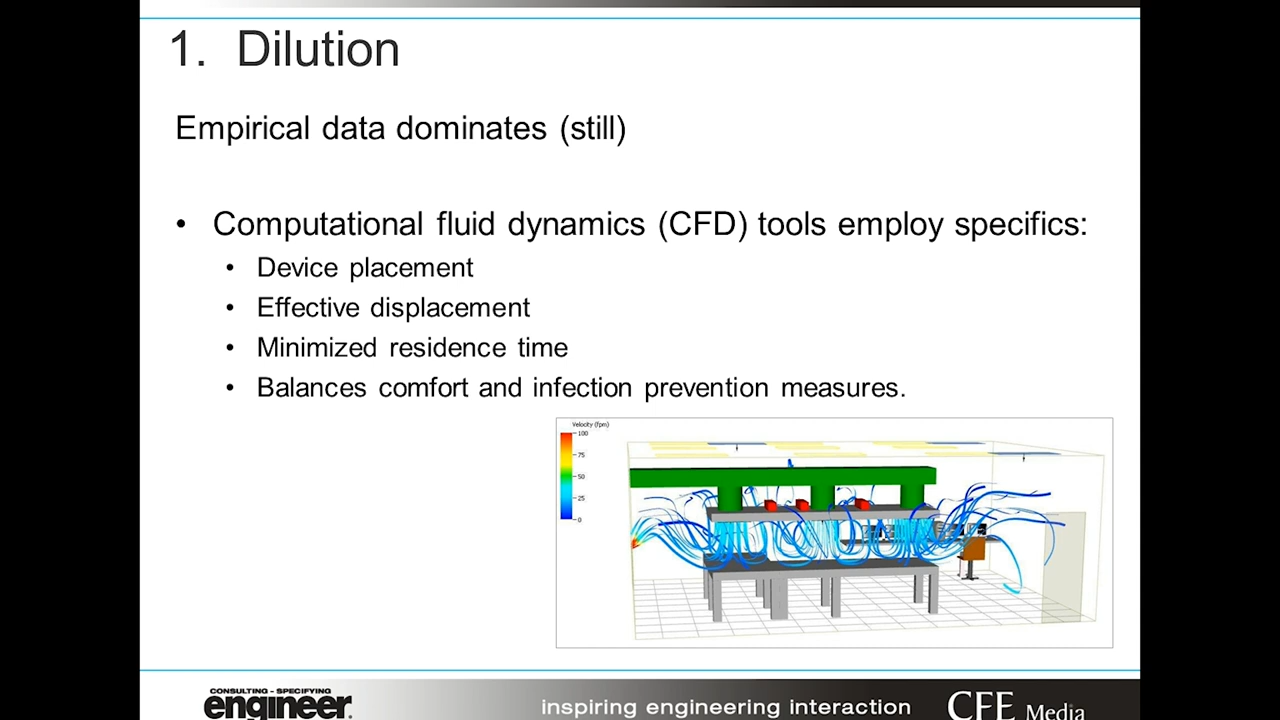 1. Dilution
Empirical data dominates (still)
• Computational fluid dynamics (CFD) tools employ specifics:
• Device placement
• Effective displacement
• Minimized residence time
• Balances comfort and infection prevention measures.
Velocity (fpm)
100
75
50
25
0
CONSULTING - SPECIFYING
engineer.
inspiring engineering interaction
CFE Media